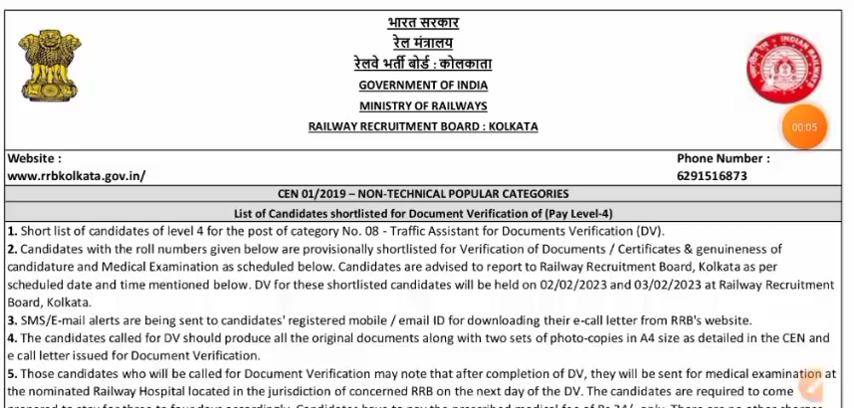 भारत सरकार
रेल मंत्रालय
रेलवे भर्ती बोर्ड : कोलकाता
GOVERNMENT OF INDIA
MINISTRY OF RAILWAYS
RAILWAY RECRUITMENT BOARD : KOLKATA
00:05
Website :
www.rrbkolkata.gov.in/
Phone Number :
6291516873
CEN 01/2019 – NON-TECHNICAL POPULAR CATEGORIES
List of Candidates shortlisted for Document Verification of (Pay Level-4)
1. Short list of candidates of level 4 for the post of category No. 08 - Traffic Assistant for Documents Verification (DV).
2. Candidates with the roll numbers given below are provisionally shortlisted for Verification of Documents / Certificates & genuineness of
candidature and Medical Examination as scheduled below. Candidates are advised to report to Railway Recruitment Board, Kolkata as per
scheduled date and time mentioned below. DV for these shortlisted candidates will be held on 02/02/2023 and 03/02/2023 at Railway Recruitment
Board, Kolkata.
3. SMS/E-mail alerts are being sent to candidates' registered mobile / email ID for downloading their e-call letter from RRB's website.
4. The candidates called for DV should produce all the original documents along with two sets of photo-copies in A4 size as detailed in the CEN and
e call letter issued for Document Verification.
5. Those candidates who will be called for Document Verification may note that after completion of DV, they will be sent for medical examination at
the nominated Railway Hospital located in the jurisdiction of concerned RRB on the next day of the DV. The candidates are required to come